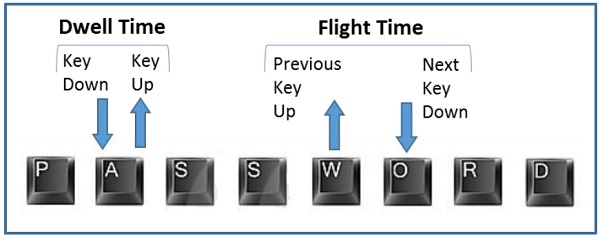 Dwell Time
Flight Time
Key
Down
Key
Up
Previous
Key
Up
Next
Key
Down
P A S S W O R D